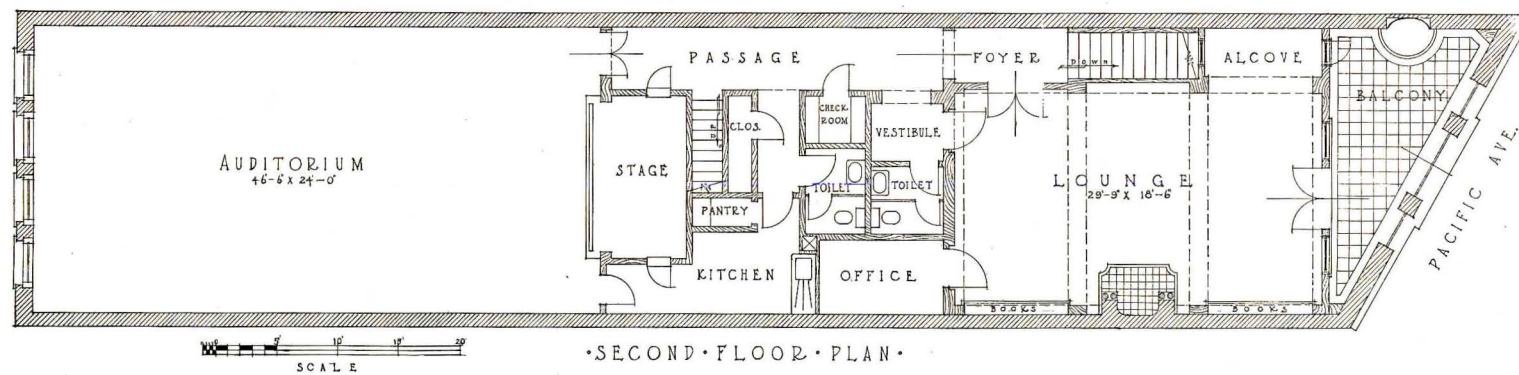 PASSAGE
FOYER
DOWN
ALCOVE
BALCONY
CHECK
ROOM
CLOS.
UP
VESTIBULE
AUDITORIUM
46'-6 X 24'-0"
STAGE
TOILET
TOILET
LOUNGE
29'-9" X 18'-6"
PACIFIC AVE.
PANTRY
KITCHEN
OFFICE
BOOKS
BOOKS
0 5' 10' 15' 20'
SCALE
·SECOND·FLOOR·PLAN·